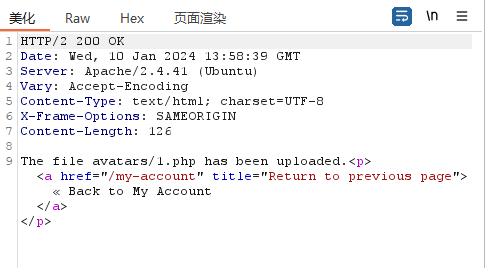 美化 Raw Hex 页面渲染 \n
1 HTTP/2 200 OK
2 Date: Wed, 10 Jan 2024 13:58:39 GMT
3 Server: Apache/2.4.41 (Ubuntu)
4 Vary: Accept-Encoding
5 Content-Type: text/html; charset=UTF-8
6 X-Frame-Options: SAMEORIGIN
7 Content-Length: 126
8
9 The file avatars/1.php has been uploaded.<p>
<a href="/my-account" title="Return to previous page">
« Back to My Account
</a>
</p>